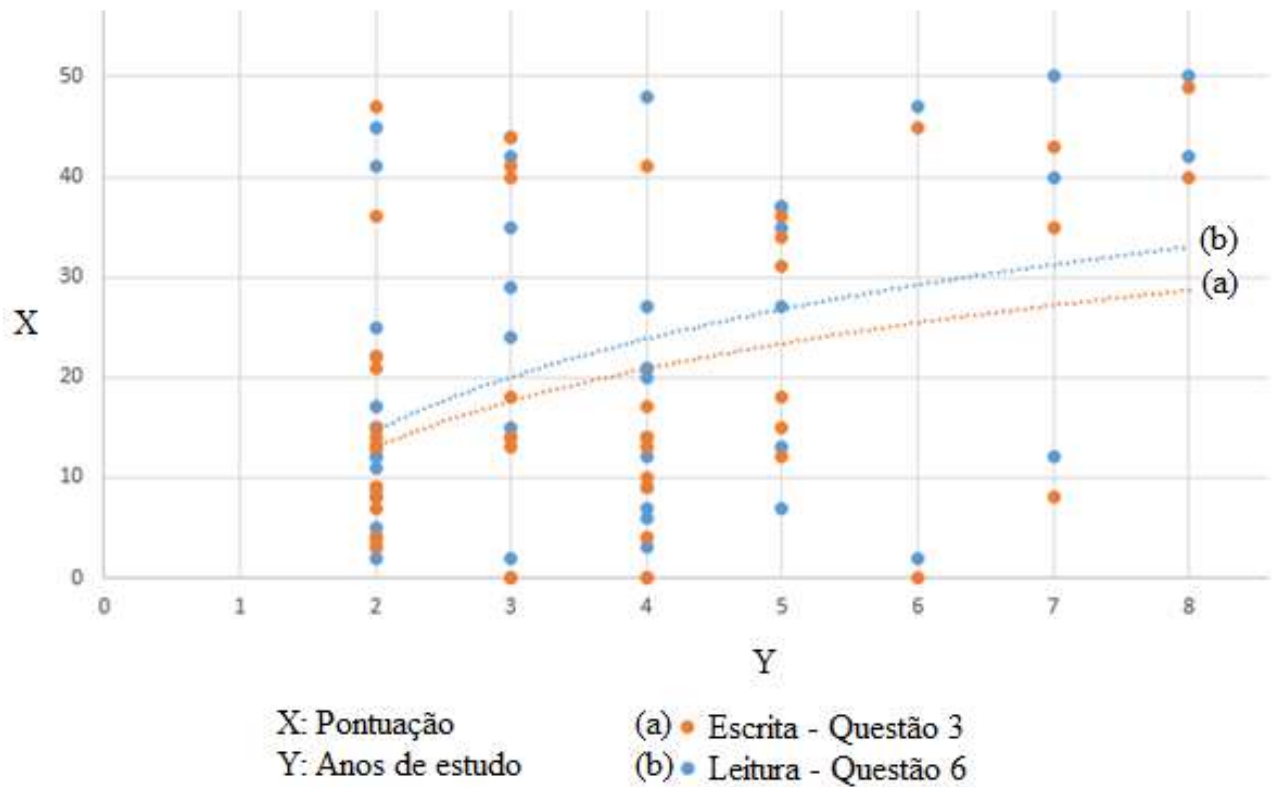 50
40
30
20
10
0
X
(b)
(a)
0 1 2 3 4 5 6 7 8
Y
X: Pontuação (a) Escrita - Questão 3
Y: Anos de estudo (b) Leitura - Questão 6